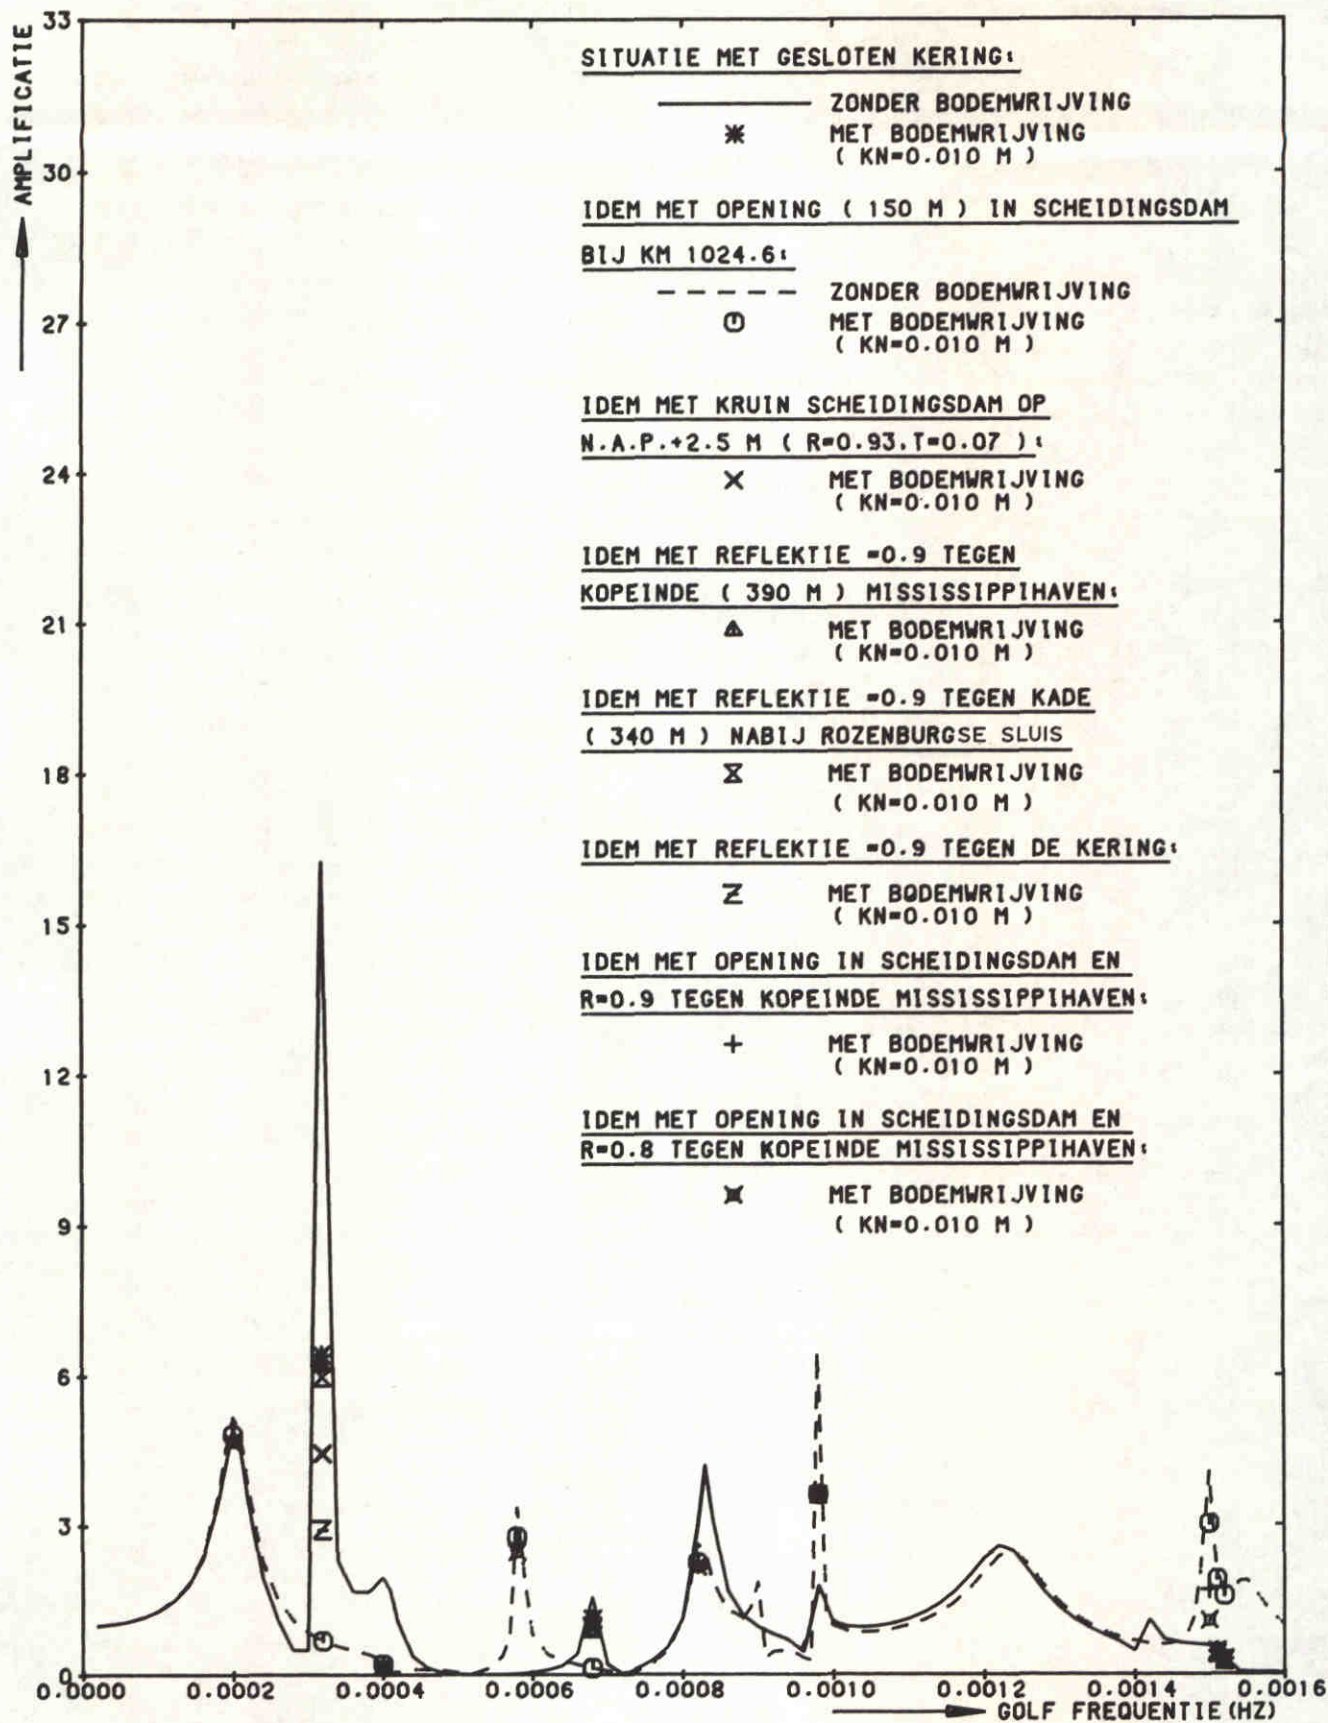 AMPLIFICATIE
33
30
27
24
21
18
15
12
9
6
3
0
SITUATIE MET GESLOTEN KERING:
ZONDER BODEMWRIJVING
MET BODEMWRIJVING
( KN=0.010 M )
IDEM MET OPENING ( 150 M ) IN SCHEIDINGSDAM
BIJ KM 1024.6:
ZONDER BODEMWRIJVING
MET BODEMWRIJVING
( KN=0.010 M )
IDEM MET KRUIN SCHEIDINGSDAM OP
N.A.P.+2.5 M ( R=0.93.T=0.07 ):
MET BODEMWRIJVING
( KN=0.010 M )
IDEM MET REFLEKTIE =0.9 TEGEN
KOPEINDE ( 390 M ) MISSISSIPPIHAVEN:
MET BODEMWRIJVING
( KN=0.010 M )
IDEM MET REFLEKTIE =0.9 TEGEN KADE
( 340 M ) NABIJ ROZENBURGSE SLUIS
MET BODEMWRIJVING
( KN=0.010 M )
IDEM MET REFLEKTIE =0.9 TEGEN DE KERING:
MET BODEMWRIJVING
( KN=0.010 M )
IDEM MET OPENING IN SCHEIDINGSDAM EN
R=0.9 TEGEN KOPEINDE MISSISSIPPIHAVEN:
MET BODEMWRIJVING
( KN=0.010 M )
IDEM MET OPENING IN SCHEIDINGSDAM EN
R=0.8 TEGEN KOPEINDE MISSISSIPPIHAVEN:
MET BODEMWRIJVING
( KN=0.010 M )
0.0000 0.0002 0.0004 0.0006 0.0008 0.0010 0.0012 0.0014 0.0016
GOLF FREQUENTIE(HZ)